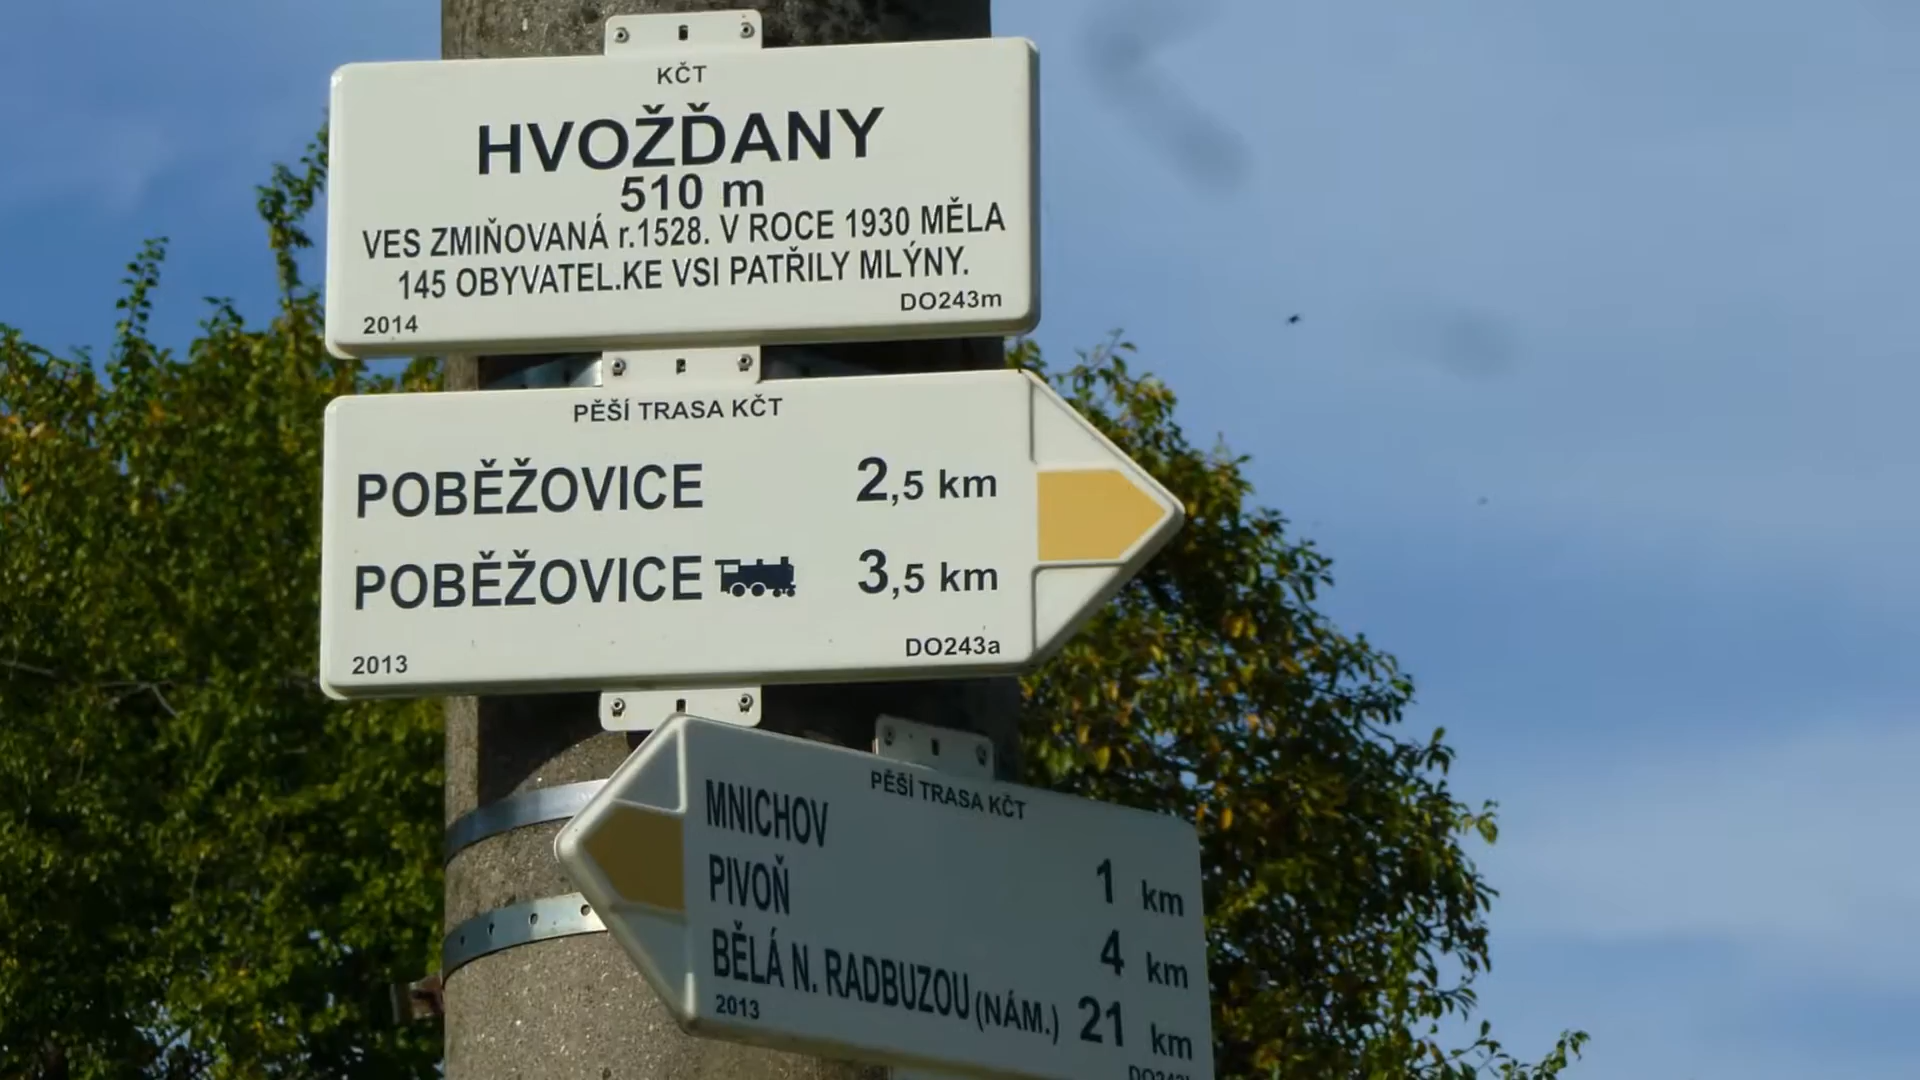 KČT
HVOŽĎANY
510 m
VES ZMIŇOVANÁ r.1528. V ROCE 1930 MĚLA
145 OBYVATEL.KE VSI PATŘILY MLÝNY.
2014 DO243m
PĚŠÍ TRASA KČT
POBĚŽOVICE 2,5 km
POBĚŽOVICE 3,5 km
2013 DO243a
PĚŠÍ TRASA KČT
MNICHOV 1 km
PIVOŇ 4 km
BĚLÁ N. RADBUZOU (NÁM.) 21 km
2013